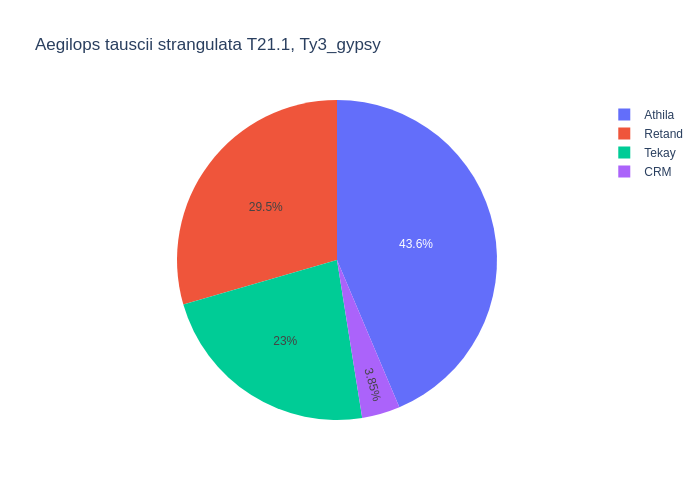 Aegilops tauscii strangulata T21.1, Ty3_gypsy
Athila
Retand
Tekay
CRM
29.5%
43.6%
23%
3.85%